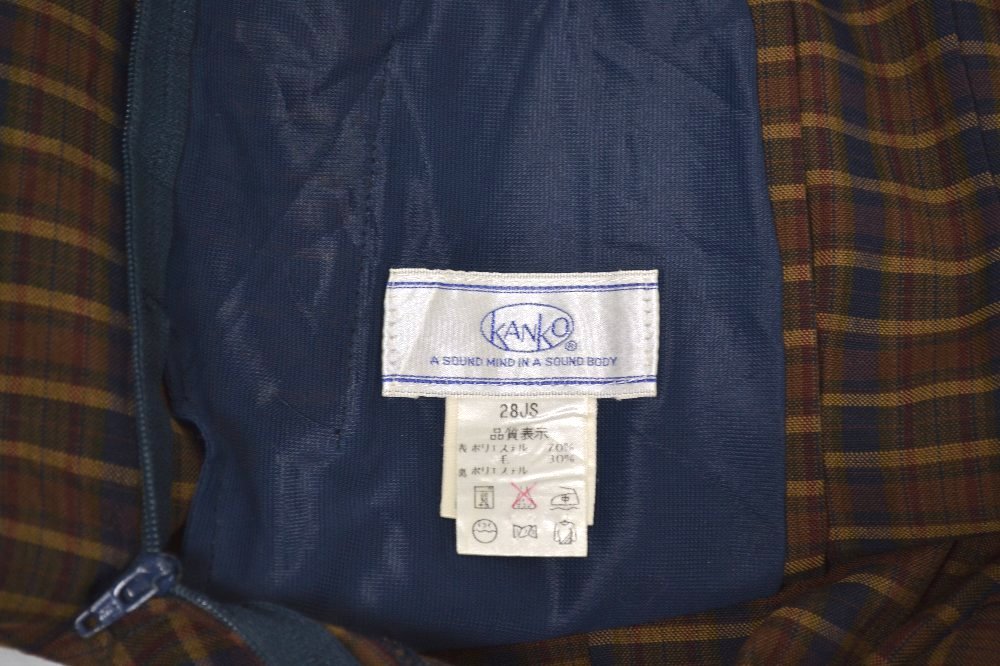 KANKO
®
A SOUND MIND IN A SOUND BODY
28JS
品質表示
表 ポリエステル 70%
毛 30%
裏 ポリエステル
中